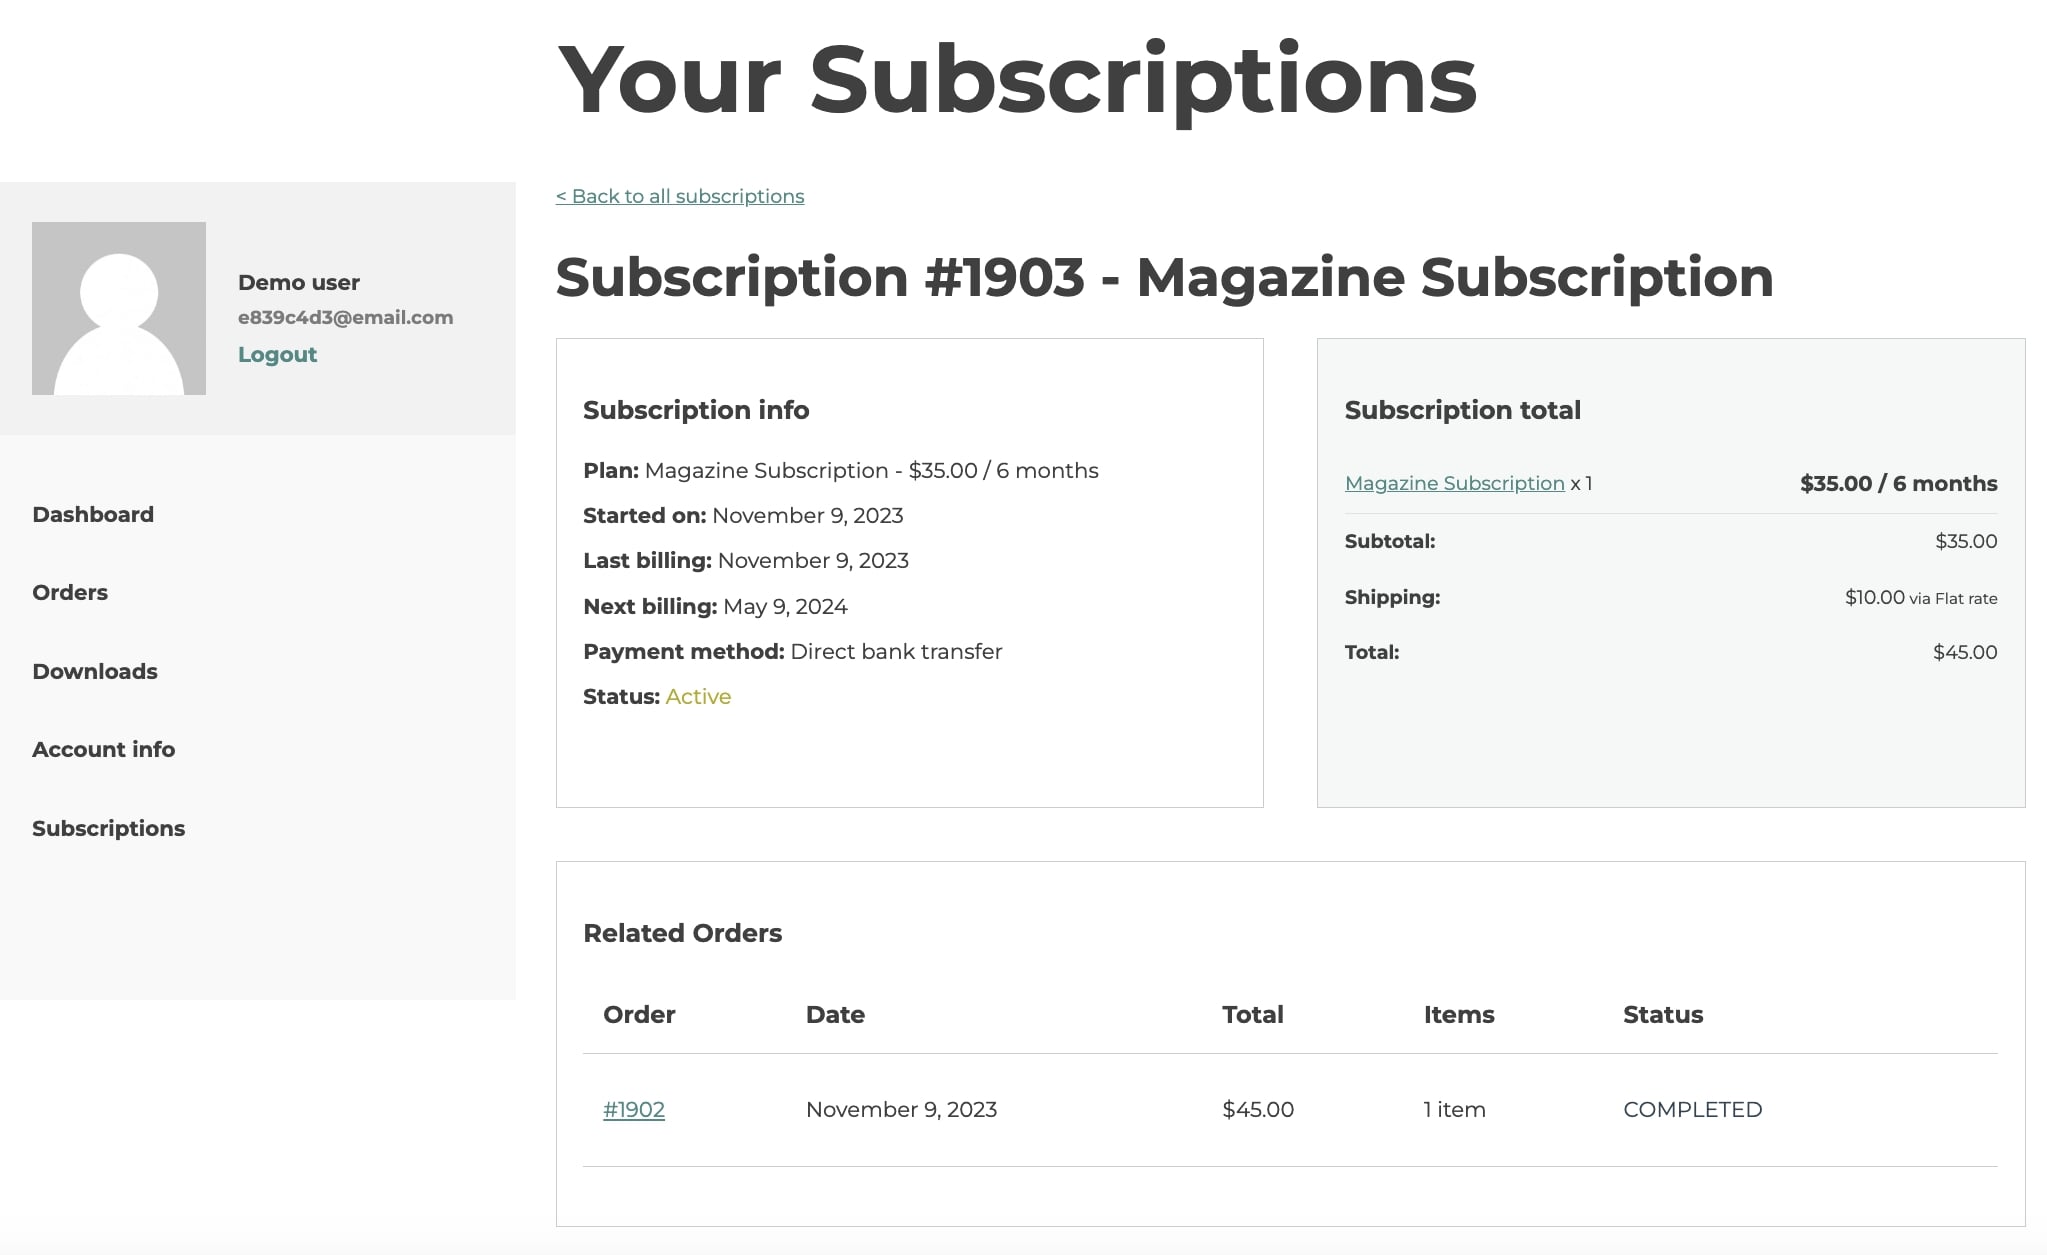 Your Subscriptions
Demo user
e839c4d3@email.com
Logout
Dashboard
Orders
Downloads
Account info
Subscriptions
< Back to all subscriptions
Subscription #1903 - Magazine Subscription
Subscription info
Plan: Magazine Subscription - $35.00 / 6 months
Started on: November 9, 2023
Last billing: November 9, 2023
Next billing: May 9, 2024
Payment method: Direct bank transfer
Status: Active
Subscription total
Magazine Subscription x 1 $35.00 / 6 months
Subtotal: $35.00
Shipping: $10.00 via Flat rate
Total: $45.00
Related Orders
Order Date Total Items Status
#1902 November 9, 2023 $45.00 1 item COMPLETED